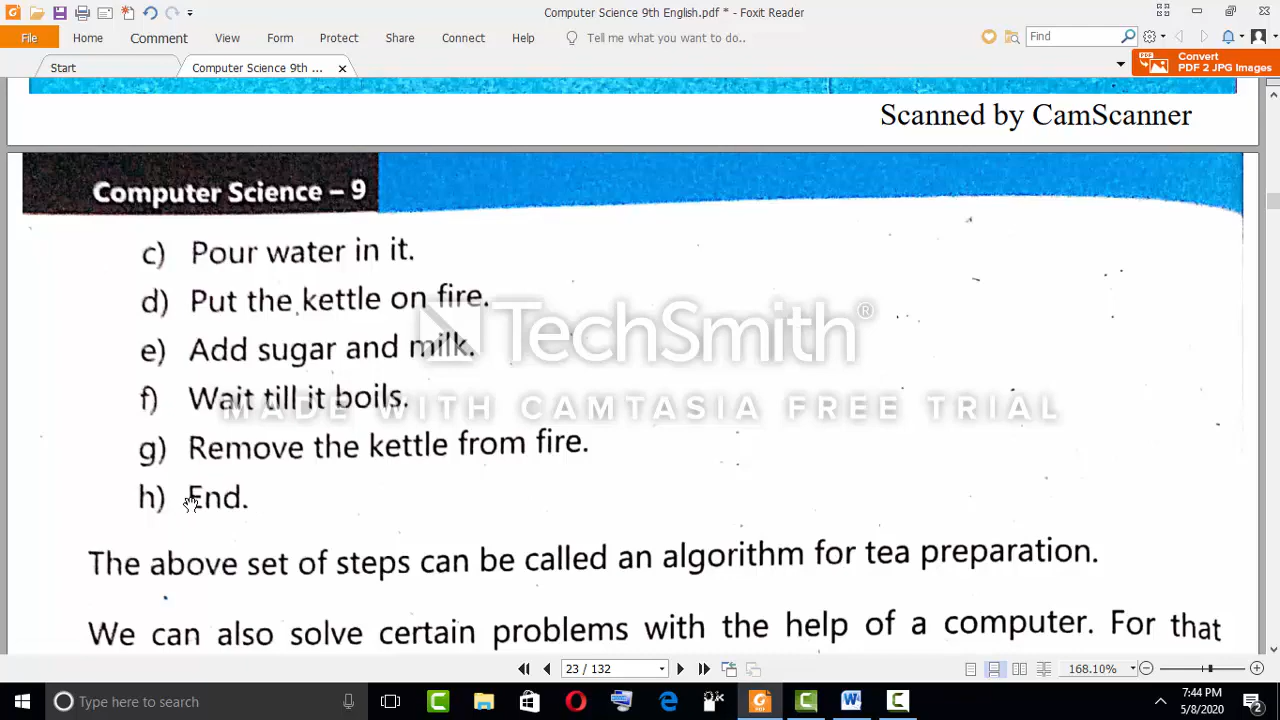 Computer Science 9th English.pdf * - Foxit Reader
File Home Comment View Form Protect Share Connect Help Tell me what you want to do.. Find
Start Computer Science 9th ... Convert PDF 2 JPG Images
Scanned by CamScanner
Computer Science – 9
c) Pour water in it.
d) Put the kettle on fire.
TechSmith®
e) Add sugar and milk.
f) Wait till it boils.
MADE WITH CAMTASIA FREE TRIAL
g) Remove the kettle from fire.
h) End.
The above set of steps can be called an algorithm for tea preparation.
We can also solve certain problems with the help of a computer. For that
23 / 132 168.10%
Type here to search
7:44 PM
5/8/2020
2